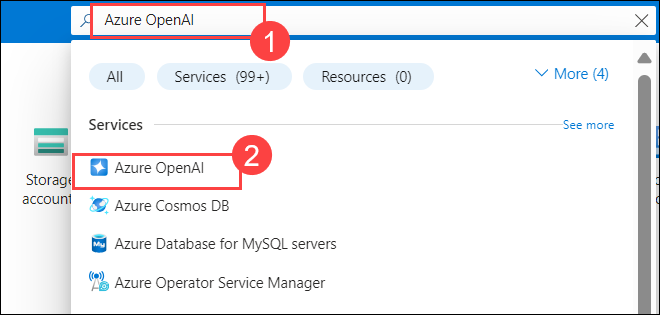 Azure OpenAI
1
All
Services (99+)
Resources (0)
More (4)
Services
See more
2
Azure OpenAI
Storage
account
Azure Cosmos DB
My
Azure Database for MySQL servers
Azure Operator Service Manager